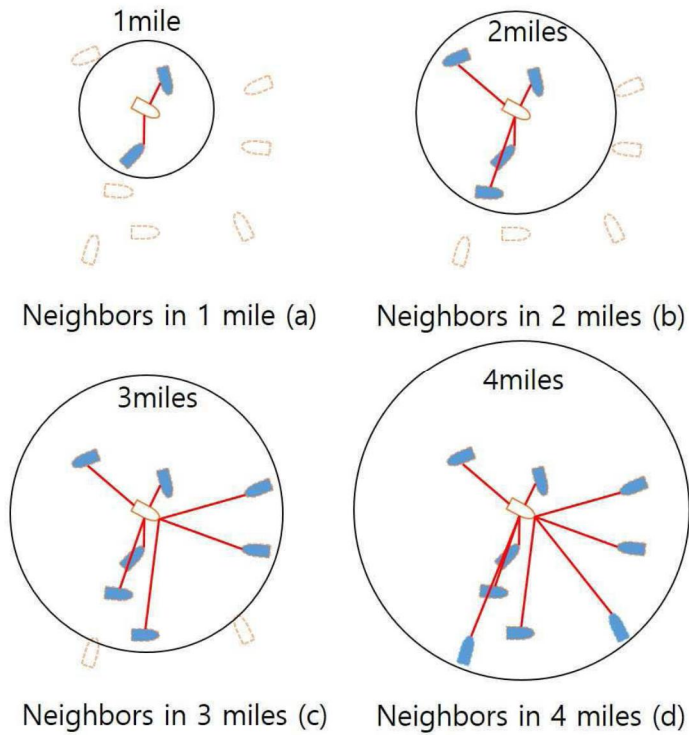 1mile
2miles
Neighbors in 1 mile (a)
Neighbors in 2 miles (b)
3miles
4miles
Neighbors in 3 miles (c)
Neighbors in 4 miles (d)